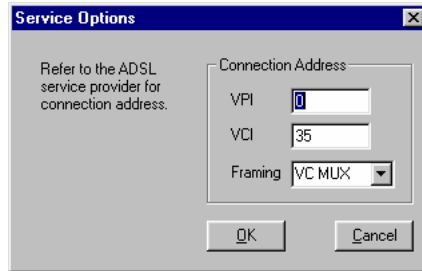 Service Options
Refer to the ADSL
service provider for
connection address.
Connection Address
VPI 0
VCI 35
Framing VC MUX
OK Cancel